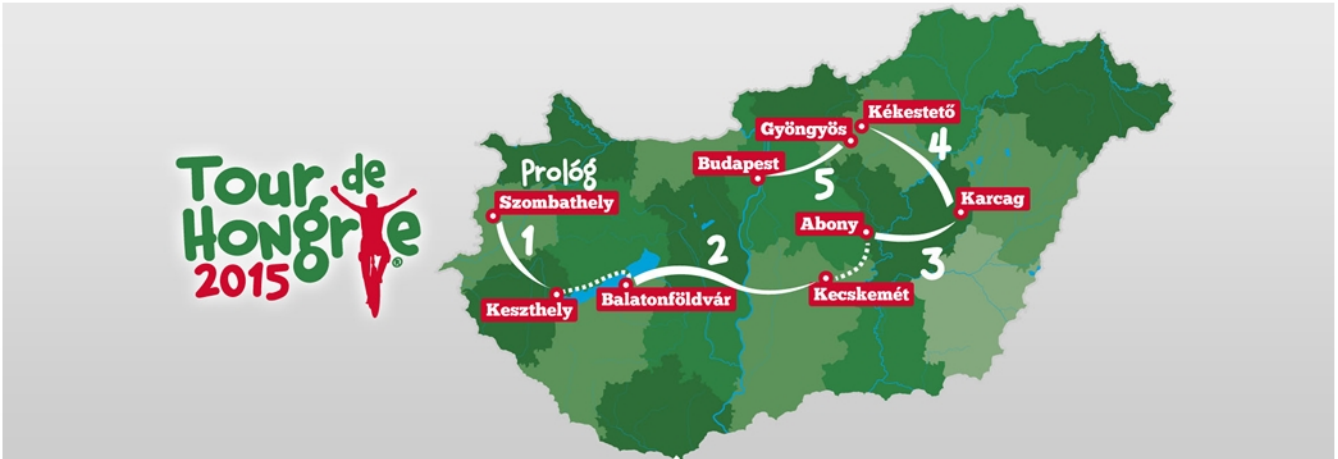 Tour de
Hongrie
2015
®
Prológ
Szombathely
1
Keszthely
Balatonföldvár
2
Kecskemét
Abony
3
Karcag
4
Kékestető
Gyöngyös
5
Budapest